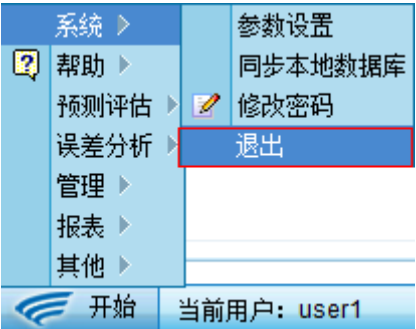 系统
帮助
预测评估
误差分析
管理
报表
其他
参数设置
同步本地数据库
修改密码
退出
开始
当前用户：user1